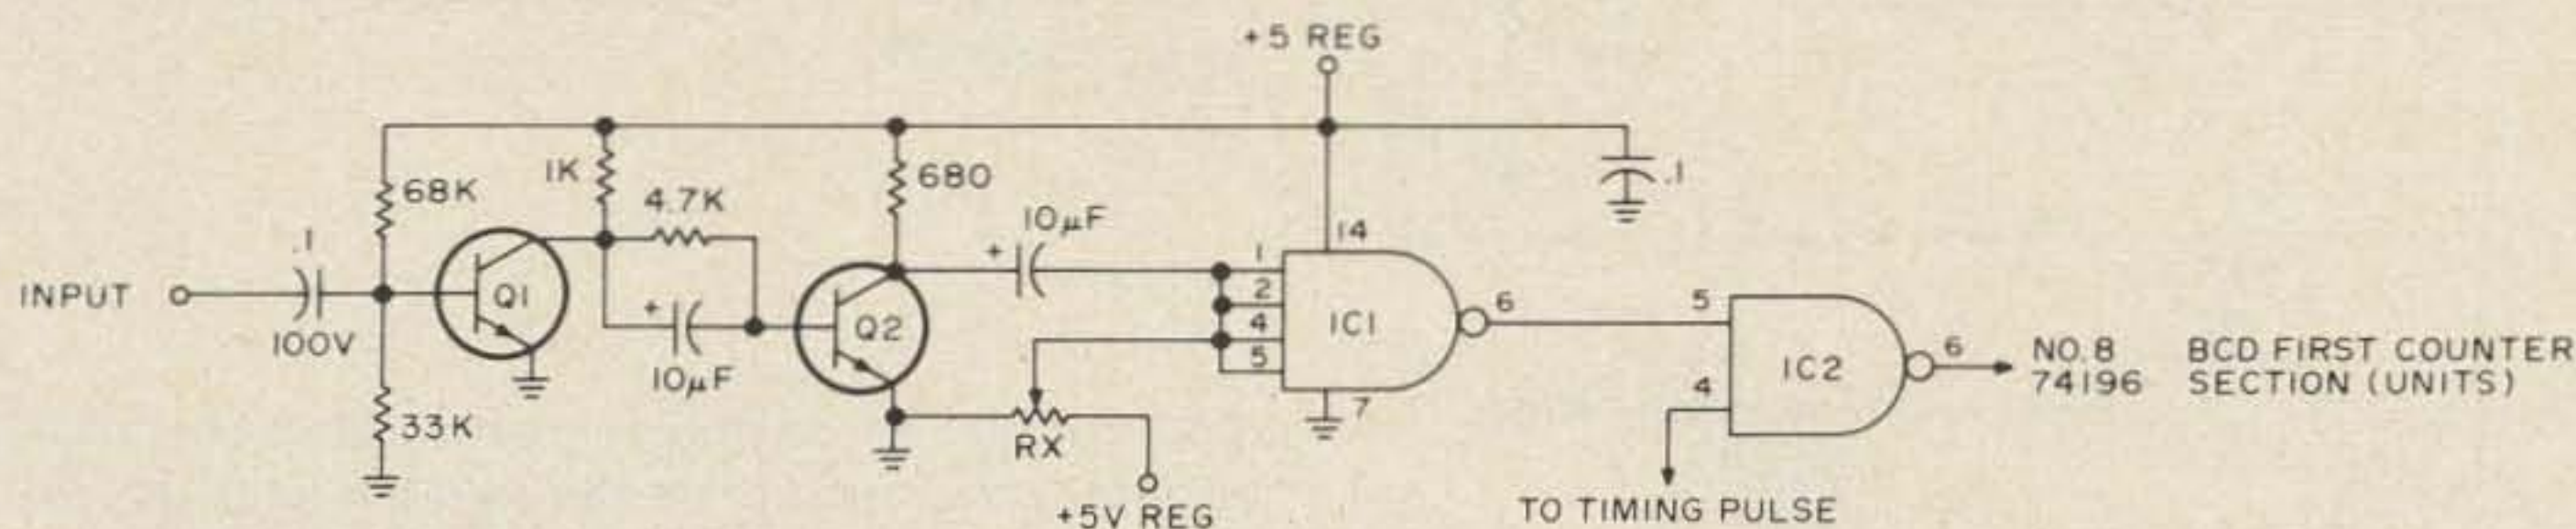 +5 REG
1K
68K
4.7K
680
.1
10µF
14
.1
INPUT
100V
Q1
+
10µF
Q2
+
1
2
4
5
IC1
6
7
33K
RX
+5V REG
5
4
IC2
6
NO. 8 BCD FIRST COUNTER
74196 SECTION (UNITS)
TO TIMING PULSE